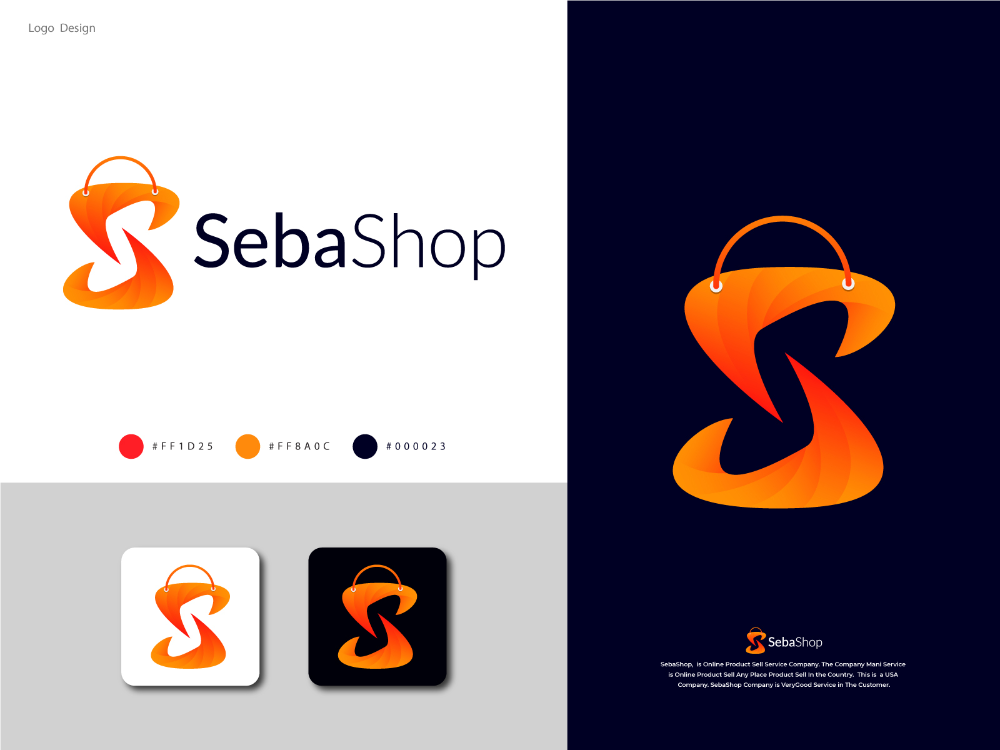 Logo Design
SebaShop
#FF1D25
#FF8A0C
#000023
SebaShop
SebaShop, is Online Product Sell Service Company. The Company Mani Service
is Online Product Sell Any Place Product Sell In the Country. This is a USA
Company. SebaShop Company is VeryGood Service in The Customer.